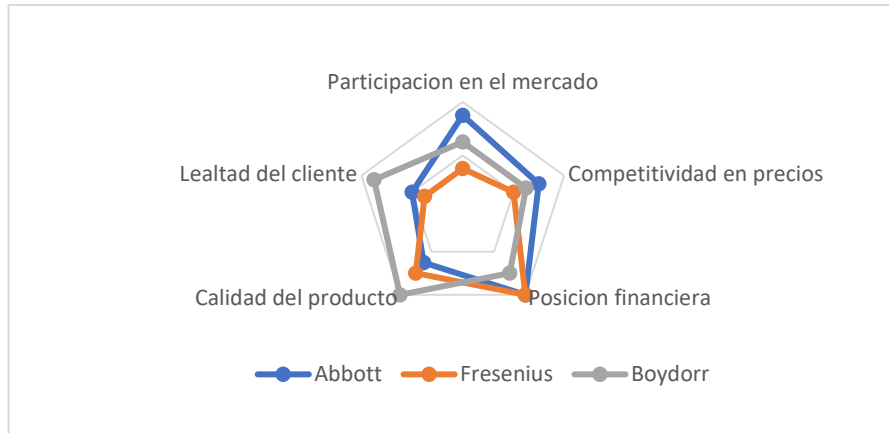 Participacion en el mercado
Lealtad del cliente
Competitividad en precios
Calidad del producto
Posicion financiera
Abbott
Fresenius
Boydorr